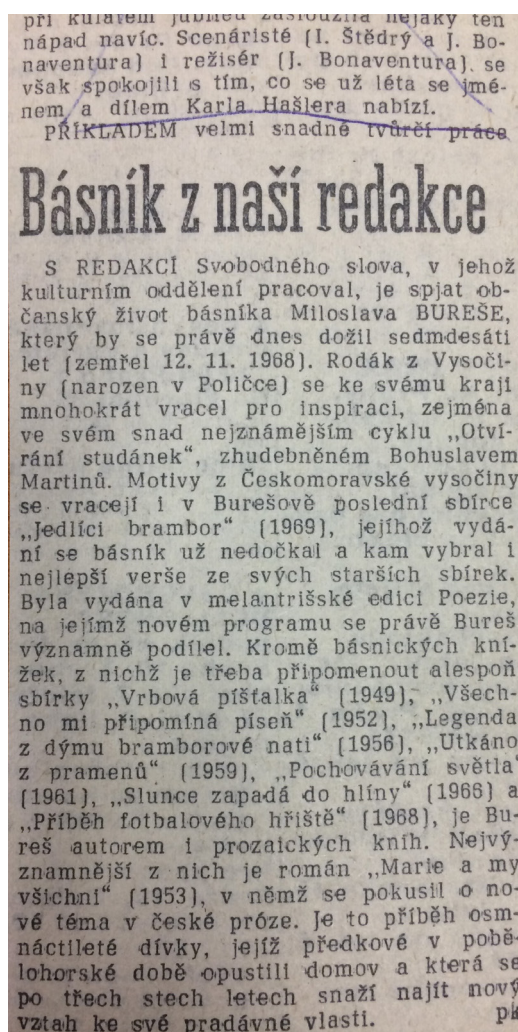 při kulatém jubileu zasloužila nějaký ten
nápad navíc. Scenáristé (I. Štědrý a J. Bo-
naventura) i režisér (J. Bonaventura) se
však spokojili s tím, co se už léta se jmé-
nem a dílem Karla Hašlera nabízí.
PŘÍKLADEM velmi snadné tvůrčí práce
Básník z naší redakce
S REDAKCÍ Svobodného slova, v jehož
kulturním oddělení pracoval, je spjat ob-
čanský život básníka Miloslava BUREŠE,
který by se právě dnes dožil sedmdesáti
let (zemřel 12. 11. 1968). Rodák z Vysoči-
ny (narozen v Poličce) se ke svému kraji
mnohokrát vracel pro inspiraci, zejména
ve svém snad nejznámějším cyklu „Otví-
rání studánek“, zhudebněném Bohuslavem
Martinů. Motivy z Českomoravské vysočiny
se vracejí i v Burešově poslední sbírce
„Jedlíci brambor“ (1969), jejíhož vydá-
ní se básník už nedočkal a kam vybral i
nejlepší verše ze svých starších sbírek.
Byla vydána v melantrišské edici Poezie,
na jejímž novém programu se právě Bureš
významně podílel. Kromě básnických kní-
žek, z nichž je třeba připomenout alespoň
sbírky „Vrbová píšťalka“ (1949), „Všech-
no mi připomíná píseň“ (1952), „Legenda
z dýmu bramborové nati“ (1956), „Utkáno
z pramenů“ (1959), „Pochovávání světla“
(1961), „Slunce zapadá do hlíny“ (1966) a
„Příběh fotbalového hřiště“ (1968), je Bu-
reš autorem i prozaických knih. Nejvý-
znamnější z nich je román „Marie a my
všichni“ (1953), v němž se pokusil o no-
vé téma v české próze. Je to příběh osm-
náctileté dívky, jejíž předkové v pobě-
lohorské době opustili domov a která se
po třech stech letech snaží najít nový
vztah ke své pradávné vlasti.